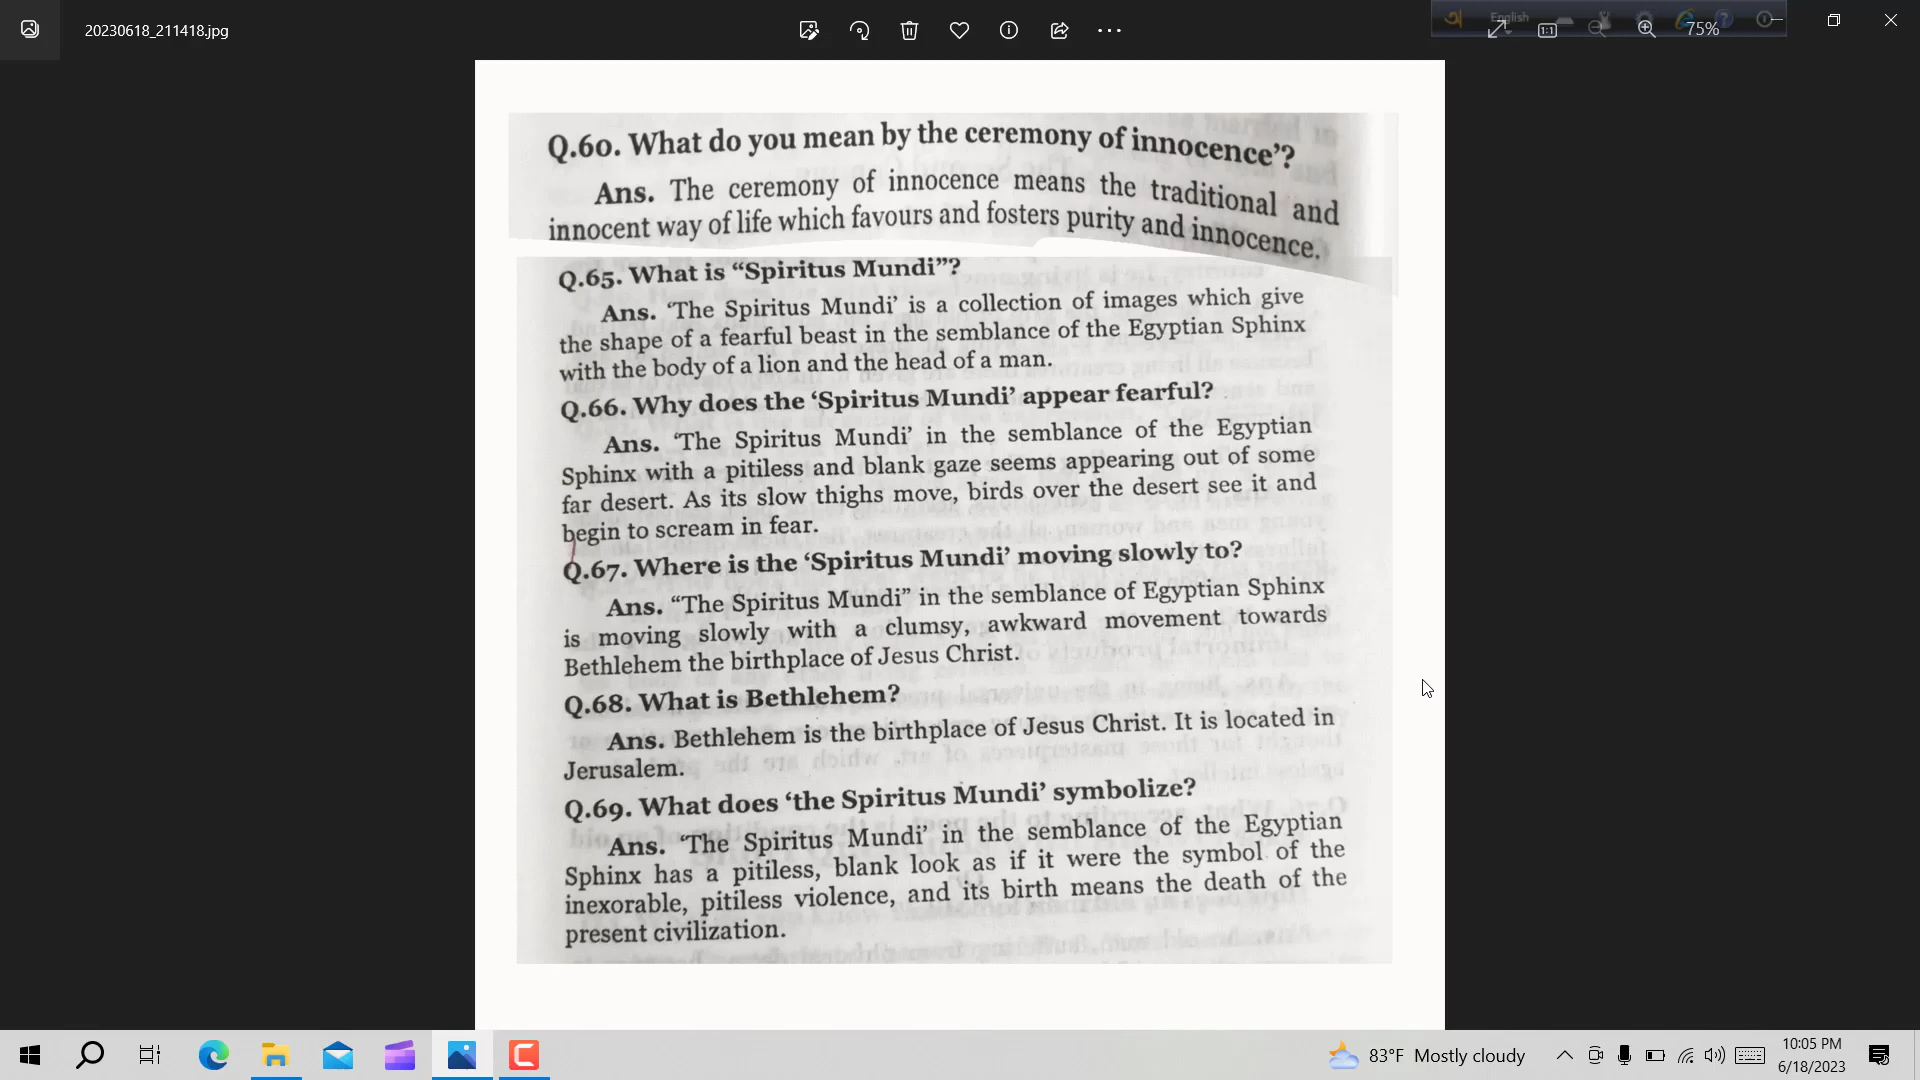 20230618_211418.jpg
English
75%
Q.60. What do you mean by the ceremony of innocence’?
Ans. The ceremony of innocence means the traditional and
innocent way of life which favours and fosters purity and innocence.
Q.65. What is “Spiritus Mundi”?
Ans. ‘The Spiritus Mundi’ is a collection of images which give
the shape of a fearful beast in the semblance of the Egyptian Sphinx
with the body of a lion and the head of a man.
Q.66. Why does the ‘Spiritus Mundi’ appear fearful?
Ans. ‘The Spiritus Mundi’ in the semblance of the Egyptian
Sphinx with a pitiless and blank gaze seems appearing out of some
far desert. As its slow thighs move, birds over the desert see it and
begin to scream in fear.
Q.67. Where is the ‘Spiritus Mundi’ moving slowly to?
Ans. “The Spiritus Mundi” in the semblance of Egyptian Sphinx
is moving slowly with a clumsy, awkward movement towards
Bethlehem the birthplace of Jesus Christ.
Q.68. What is Bethlehem?
Ans. Bethlehem is the birthplace of Jesus Christ. It is located in
Jerusalem.
Q.69. What does ‘the Spiritus Mundi’ symbolize?
Ans. ‘The Spiritus Mundi’ in the semblance of the Egyptian
Sphinx has a pitiless, blank look as if it were the symbol of the
inexorable, pitiless violence, and its birth means the death of the
present civilization.
83°F Mostly cloudy
10:05 PM
6/18/2023